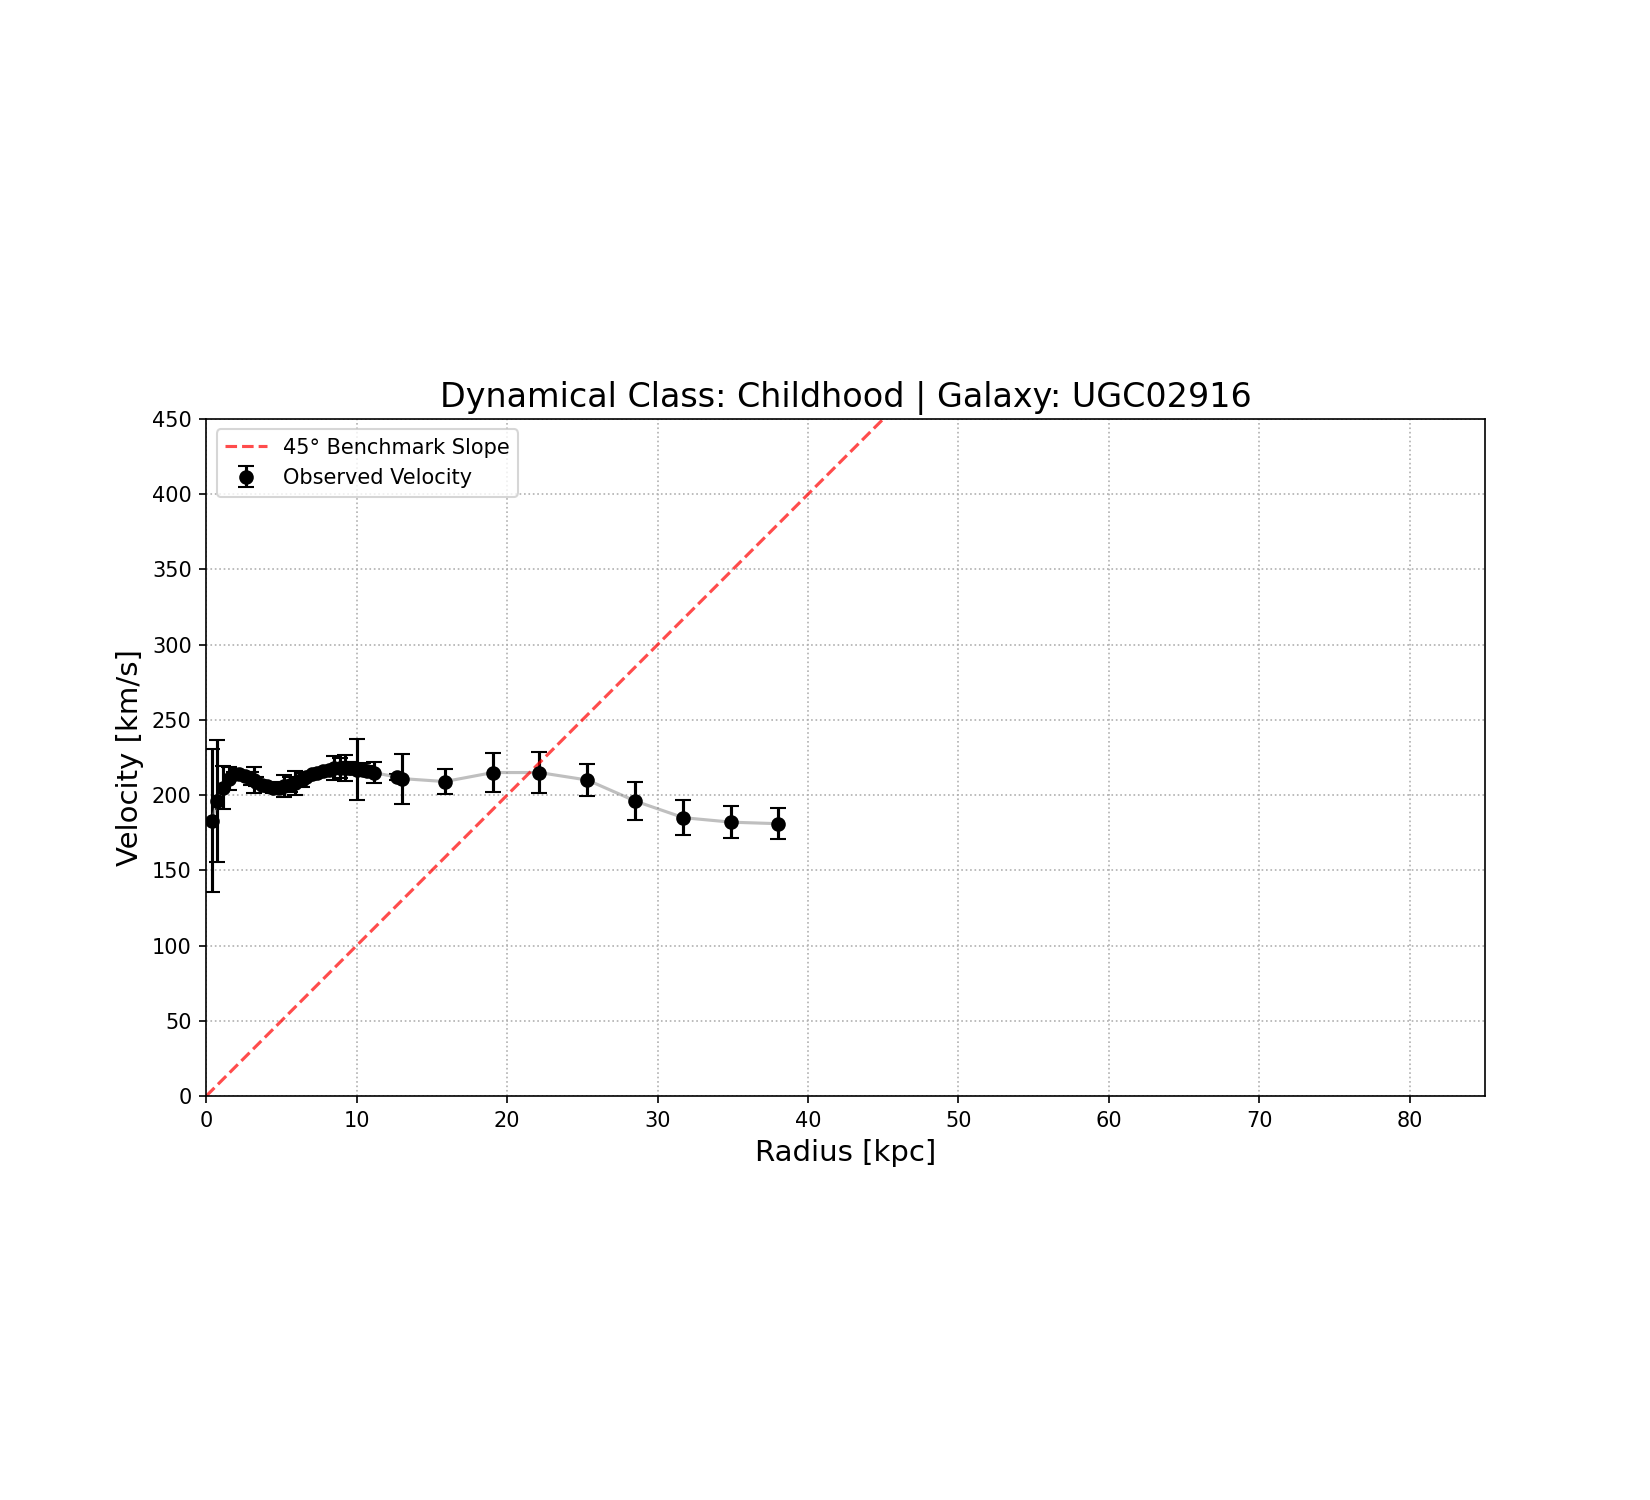 Dynamical Class: Childhood | Galaxy: UGC02916
45° Benchmark Slope
Observed Velocity
450
400
350
300
250
200
150
100
50
0
Velocity [km/s]
0 10 20 30 40 50 60 70 80
Radius [kpc]